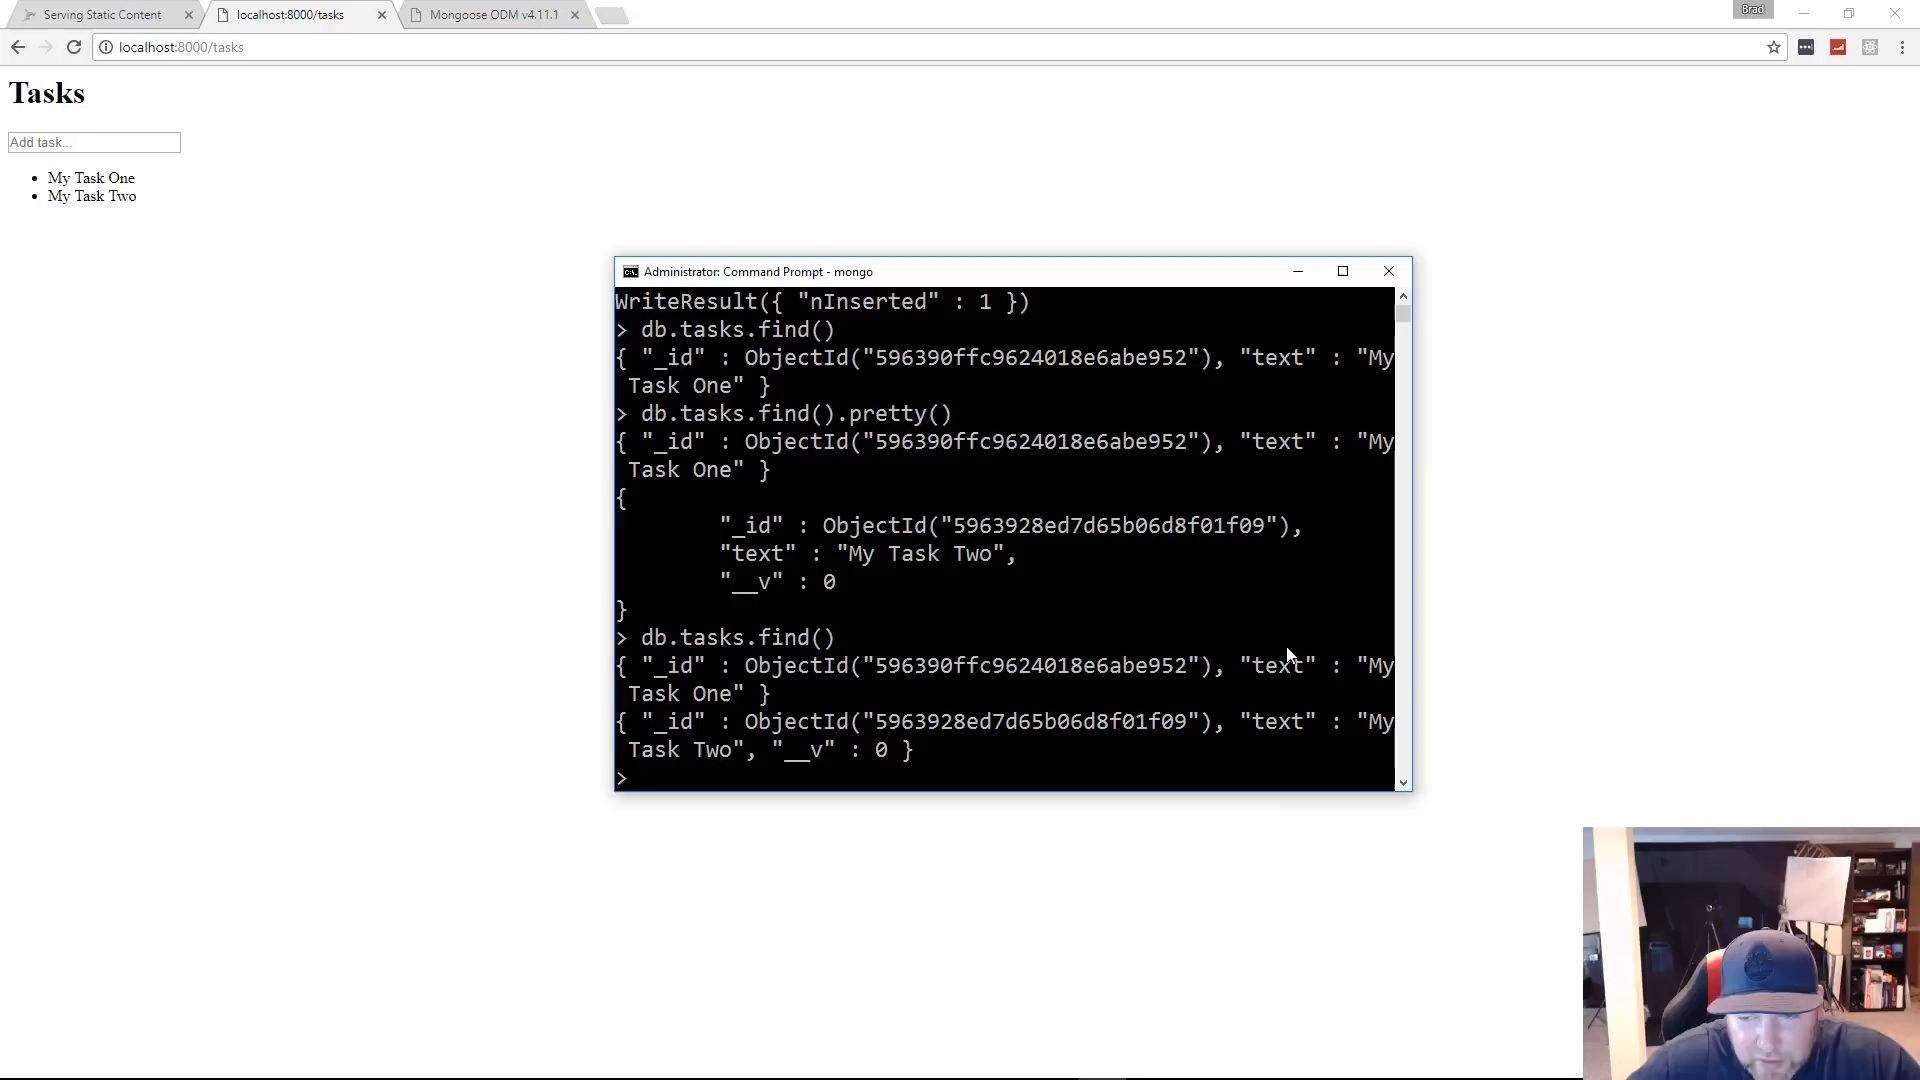 Serving Static Content
localhost:8000/tasks
Mongoose ODM v4.11.1
Brad
localhost:8000/tasks
Tasks
Add task...
My Task One
My Task Two
Administrator: Command Prompt - mongo
WriteResult({ "nInserted" : 1 })
> db.tasks.find()
{ "_id" : ObjectId("596390ffc9624018e6abe952"), "text" : "My
 Task One" }
> db.tasks.find().pretty()
{ "_id" : ObjectId("596390ffc9624018e6abe952"), "text" : "My
 Task One" }
{
        "_id" : ObjectId("5963928ed7d65b06d8f01f09"),
        "text" : "My Task Two",
        "__v" : 0
}
> db.tasks.find()
{ "_id" : ObjectId("596390ffc9624018e6abe952"), "text" : "My
 Task One" }
{ "_id" : ObjectId("5963928ed7d65b06d8f01f09"), "text" : "My
 Task Two", "__v" : 0 }
>